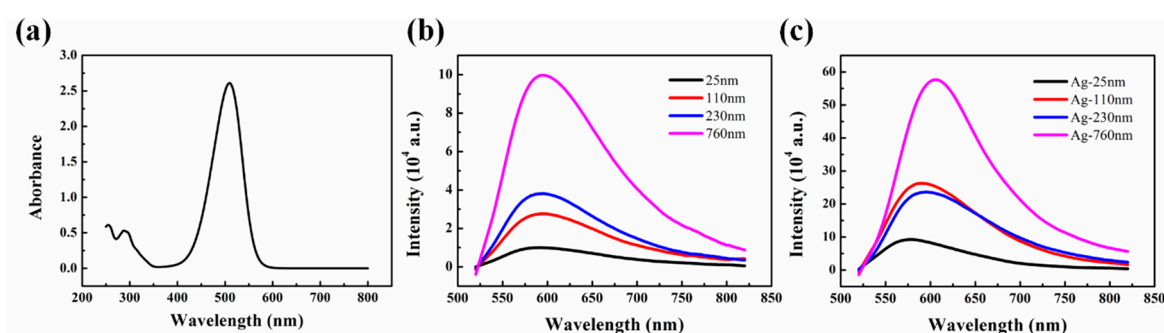 (a)
3.0
2.5
2.0
1.5
1.0
0.5
0.0
200 300 400 500 600 700 800
Absorbance
Wavelength (nm)
(b)
10
8
6
4
2
0
500 550 600 650 700 750 800 850
Intensity (10⁴ a.u.)
Wavelength (nm)
25nm
110nm
230nm
760nm
(c)
60
50
40
30
20
10
0
500 550 600 650 700 750 800 850
Intensity (10⁴ a.u.)
Wavelength (nm)
Ag-25nm
Ag-110nm
Ag-230nm
Ag-760nm